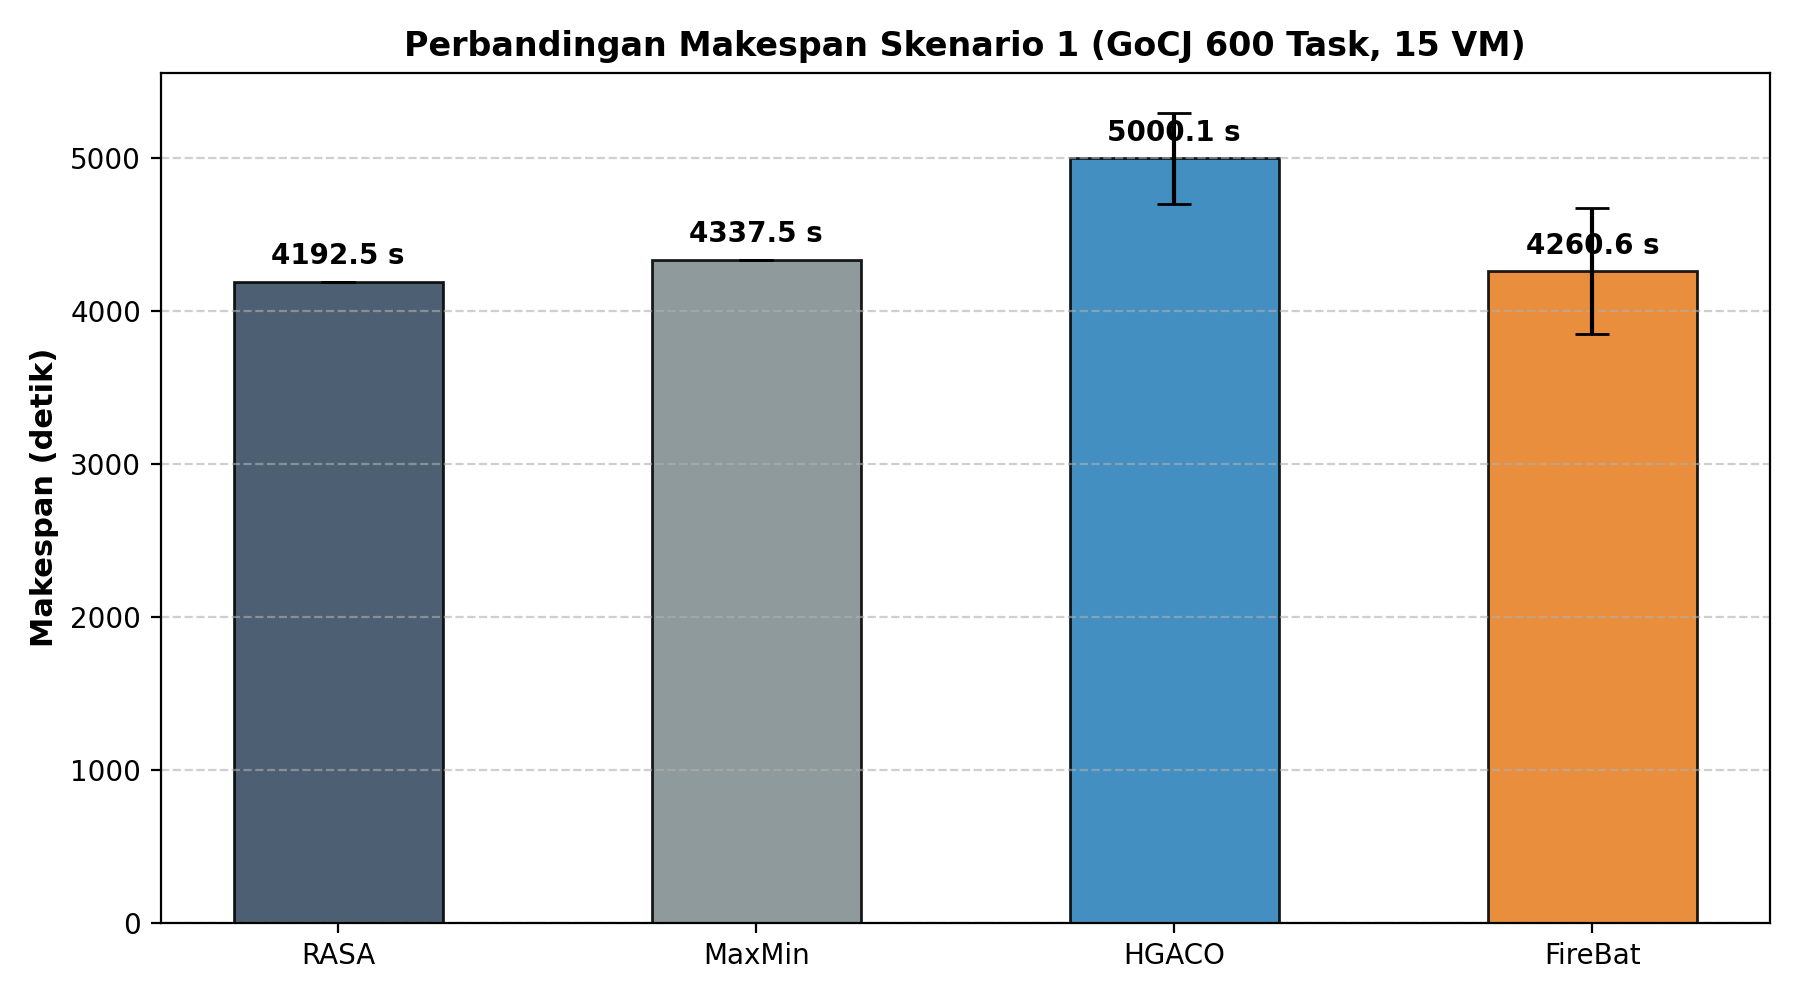 Perbandingan Makespan Skenario 1 (GoCJ 600 Task, 15 VM)
Makespan (detik)
5000
4000
3000
2000
1000
0
4192.5 s
4337.5 s
5000.1 s
4260.6 s
RASA
MaxMin
HGACO
FireBat